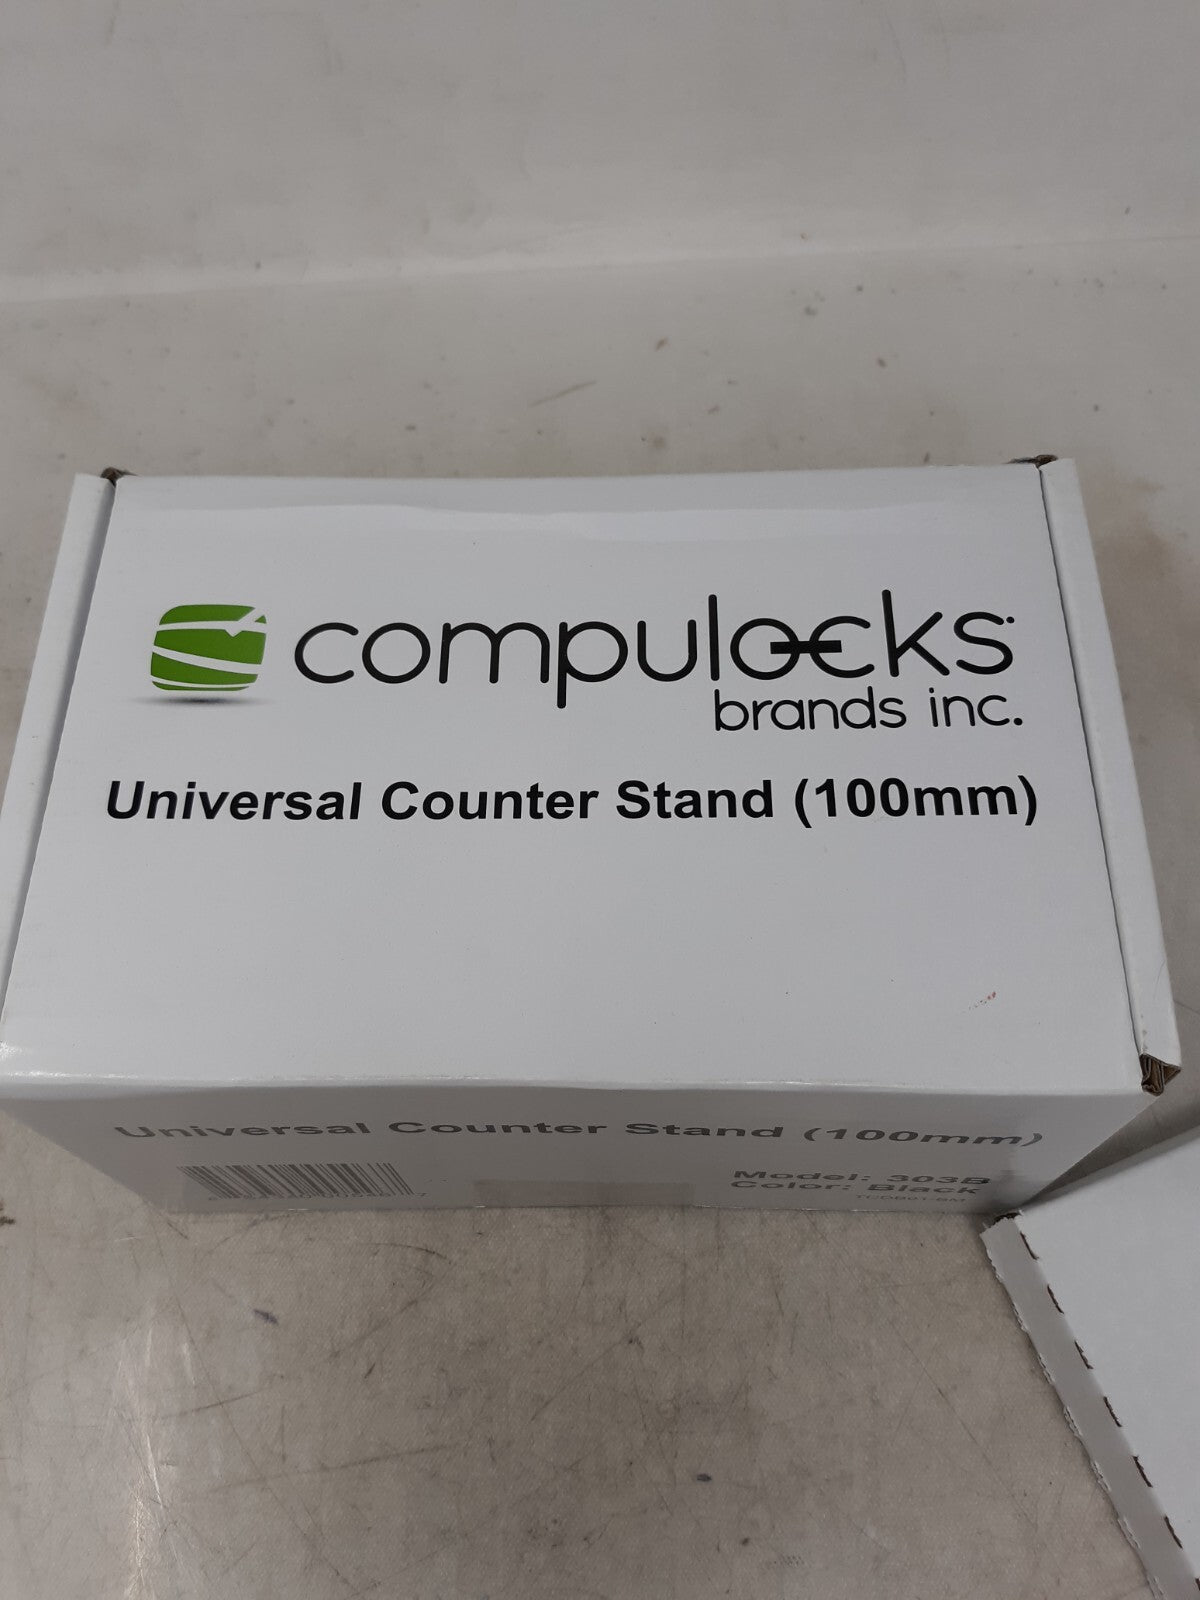 compulocks
brands inc.
Universal Counter Stand (100mm)
Universal Counter Stand (100mm)
Model: 303B
Color: Black